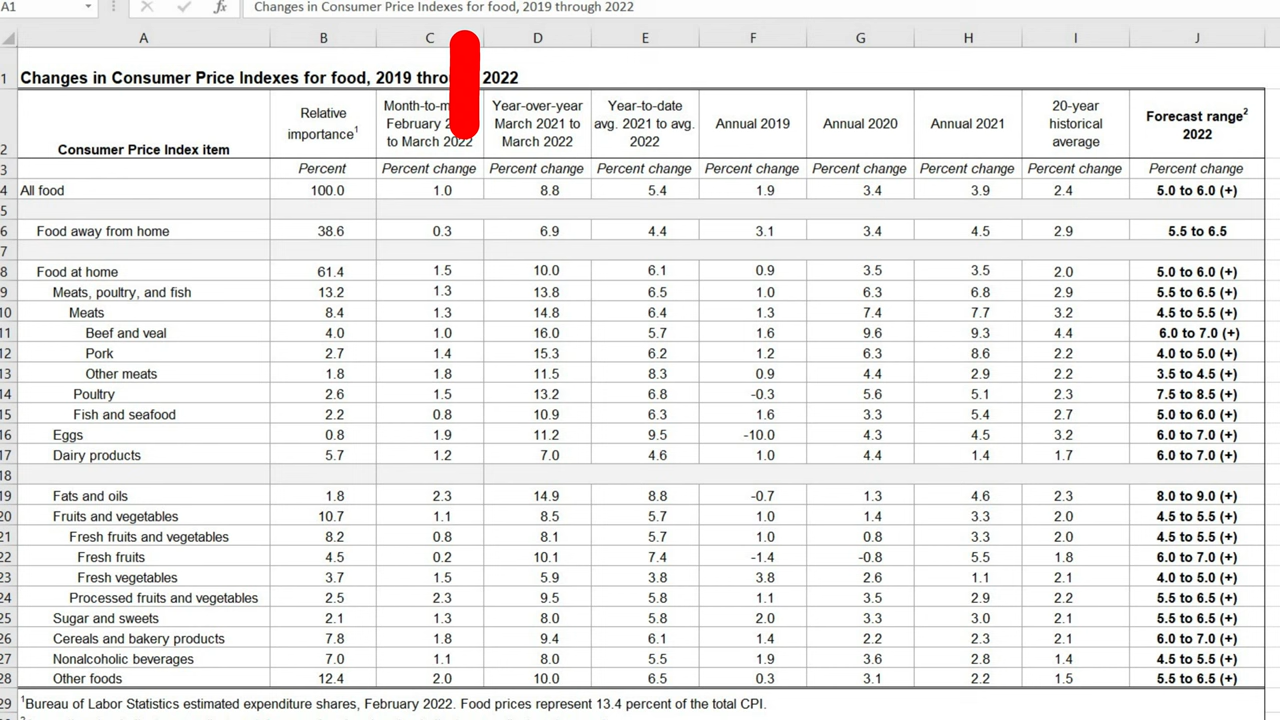 A1 fx Changes in Consumer Price Indexes for food, 2019 through 2022
A B C D E F G H I J
1 Changes in Consumer Price Indexes for food, 2019 2022
2 Consumer Price Index item Relative importance¹ February to March 2022 Year-over-year March 2021 to March 2022 Year-to-date avg. 2021 to avg. 2022 Annual 2019 Annual 2020 Annual 2021 20-year historical average Forecast range² 2022
3 Percent Percent change Percent change Percent change Percent change Percent change Percent change Percent change Percent change
4 All food 100.0 1.0 8.8 5.4 1.9 3.4 3.9 2.4 5.0 to 6.0 (+)
5
6 Food away from home 38.6 0.3 6.9 4.4 3.1 3.4 4.5 2.9 5.5 to 6.5
7
8 Food at home 61.4 1.5 10.0 6.1 0.9 3.5 3.5 2.0 5.0 to 6.0 (+)
9 Meats, poultry, and fish 13.2 1.3 13.8 6.5 1.0 6.3 6.8 2.9 5.5 to 6.5 (+)
10 Meats 8.4 1.3 14.8 6.4 1.3 7.4 7.7 3.2 4.5 to 5.5 (+)
11 Beef and veal 4.0 1.0 16.0 5.7 1.6 9.6 9.3 4.4 6.0 to 7.0 (+)
12 Pork 2.7 1.4 15.3 6.2 1.2 6.3 8.6 2.2 4.0 to 5.0 (+)
13 Other meats 1.8 1.8 11.5 8.3 0.9 4.4 2.9 2.2 3.5 to 4.5 (+)
14 Poultry 2.6 1.5 13.2 6.8 -0.3 5.6 5.1 2.3 7.5 to 8.5 (+)
15 Fish and seafood 2.2 0.8 10.9 6.3 1.6 3.3 5.4 2.7 5.0 to 6.0 (+)
16 Eggs 0.8 1.9 11.2 9.5 -10.0 4.3 4.5 3.2 6.0 to 7.0 (+)
17 Dairy products 5.7 1.2 7.0 4.6 1.0 4.4 1.4 1.7 6.0 to 7.0 (+)
18
19 Fats and oils 1.8 2.3 14.9 8.8 -0.7 1.3 4.6 2.3 8.0 to 9.0 (+)
20 Fruits and vegetables 10.7 1.1 8.5 5.7 1.0 1.4 3.3 2.0 4.5 to 5.5 (+)
21 Fresh fruits and vegetables 8.2 0.8 8.1 5.7 1.0 0.8 3.3 2.0 4.5 to 5.5 (+)
22 Fresh fruits 4.5 0.2 10.1 7.4 -1.4 -0.8 5.5 1.8 6.0 to 7.0 (+)
23 Fresh vegetables 3.7 1.5 5.9 3.8 3.8 2.6 1.1 2.1 4.0 to 5.0 (+)
24 Processed fruits and vegetables 2.5 2.3 9.5 5.8 1.1 3.5 2.9 2.2 5.5 to 6.5 (+)
25 Sugar and sweets 2.1 1.3 8.0 5.8 2.0 3.3 3.0 2.1 5.5 to 6.5 (+)
26 Cereals and bakery products 7.8 1.8 9.4 6.1 1.4 2.2 2.3 2.1 6.0 to 7.0 (+)
27 Nonalcoholic beverages 7.0 1.1 8.0 5.5 1.9 3.6 2.8 1.4 4.5 to 5.5 (+)
28 Other foods 12.4 2.0 10.0 6.5 0.3 3.1 2.2 1.5 5.5 to 6.5 (+)
29 ¹Bureau of Labor Statistics estimated expenditure shares, February 2022. Food prices represent 13.4 percent of the total CPI.